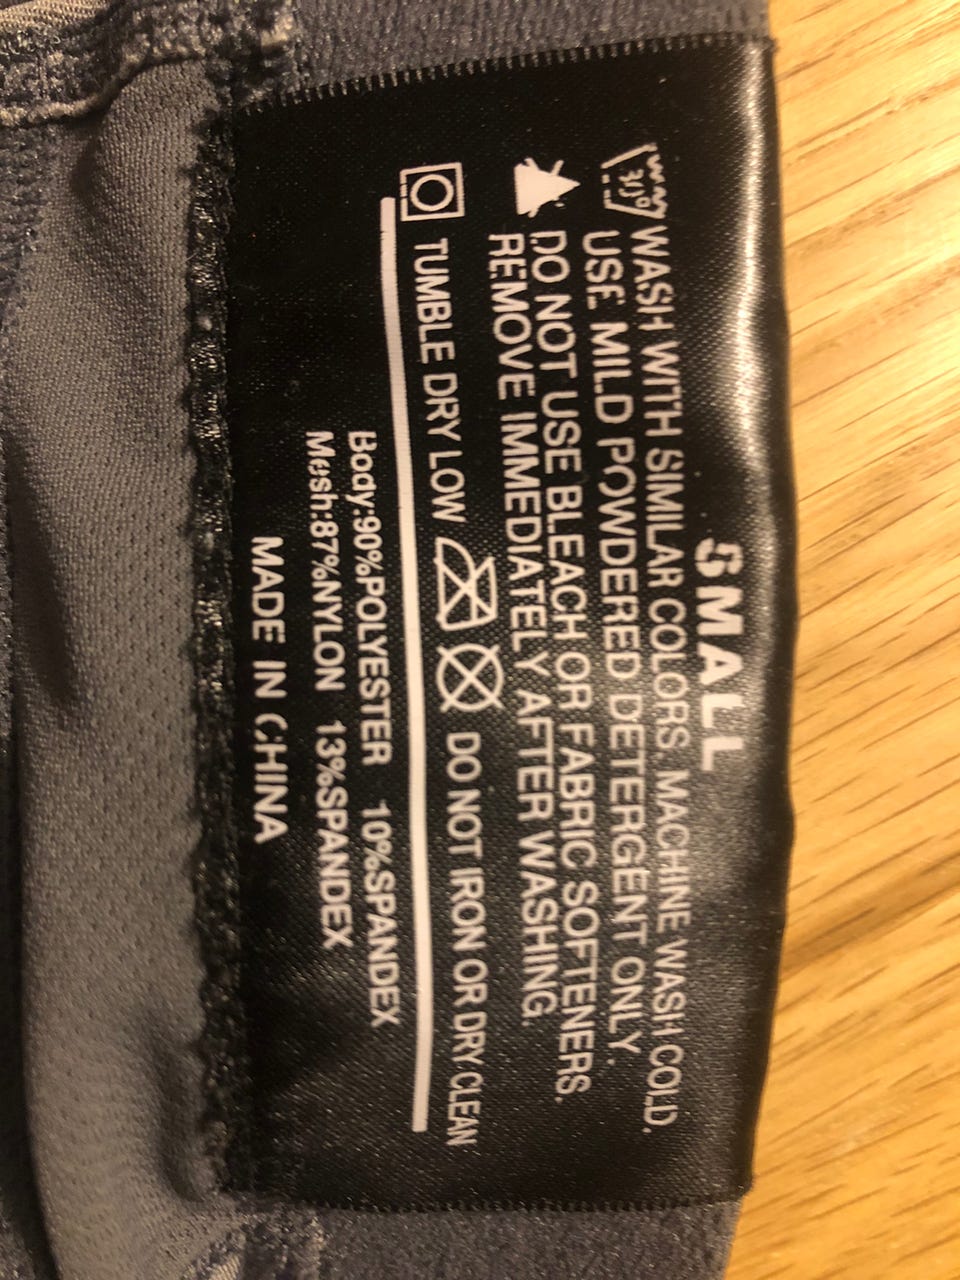 SMALL
WASH WITH SIMILAR COLORS. MACHINE WASH COLD.
USE MILD POWDERED DETERGENT ONLY.
DO NOT USE BLEACH OR FABRIC SOFTENERS.
REMOVE IMMEDIATELY AFTER WASHING.
TUMBLE DRY LOW DO NOT IRON OR DRY CLEAN
Body:90%POLYESTER 10%SPANDEX
Mesh:87%NYLON 13%SPANDEX
MADE IN CHINA